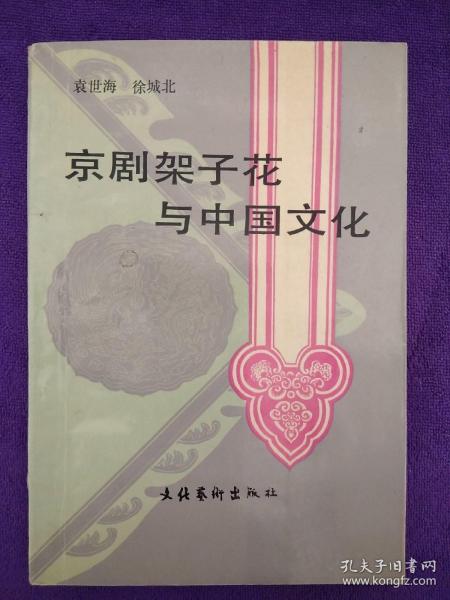 袁世海 徐城北
京剧架子花
与中国文化
文化艺术出版社
孔夫子旧书网
www.kongfz.com